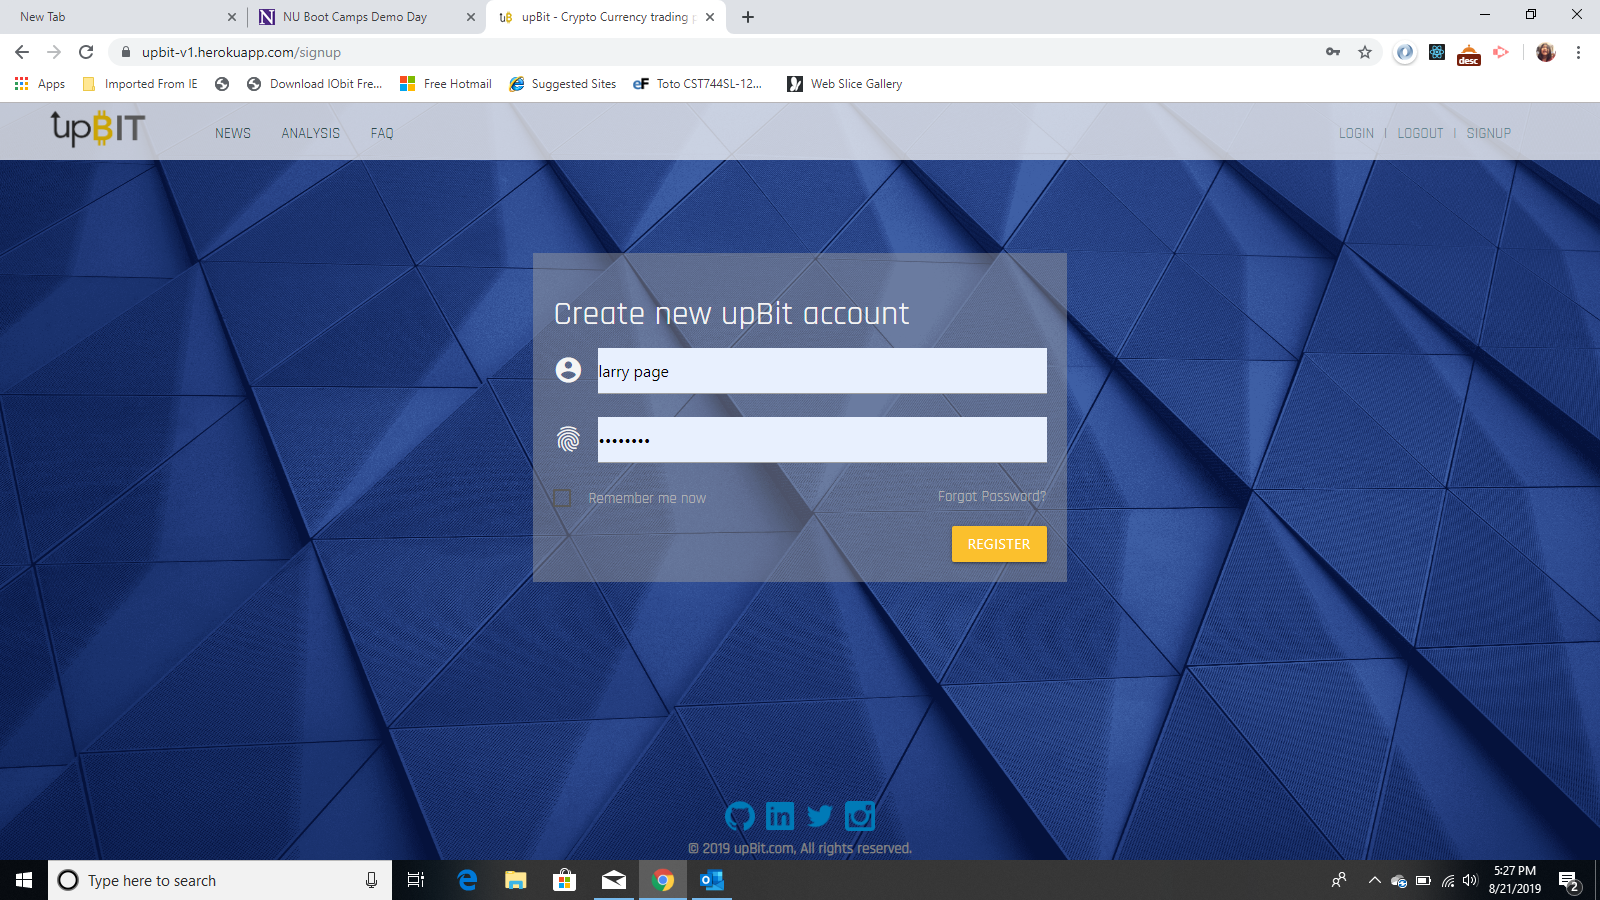 New Tab
NU Boot Camps Demo Day
upBit - Crypto Currency trading p
upbit-v1.herokuapp.com/signup
desc
Apps
Imported From IE
Download IObit Fre...
Free Hotmail
Suggested Sites
eF
Toto CST744SL-12...
Web Slice Gallery
upBIT
NEWS
ANALYSIS
FAQ
LOGIN | LOGOUT | SIGNUP
Create new upBit account
larry page
••••••••
Remember me now
Forgot Password?
REGISTER
© 2019 upBit.com, All rights reserved.
Type here to search
5:27 PM
8/21/2019
2